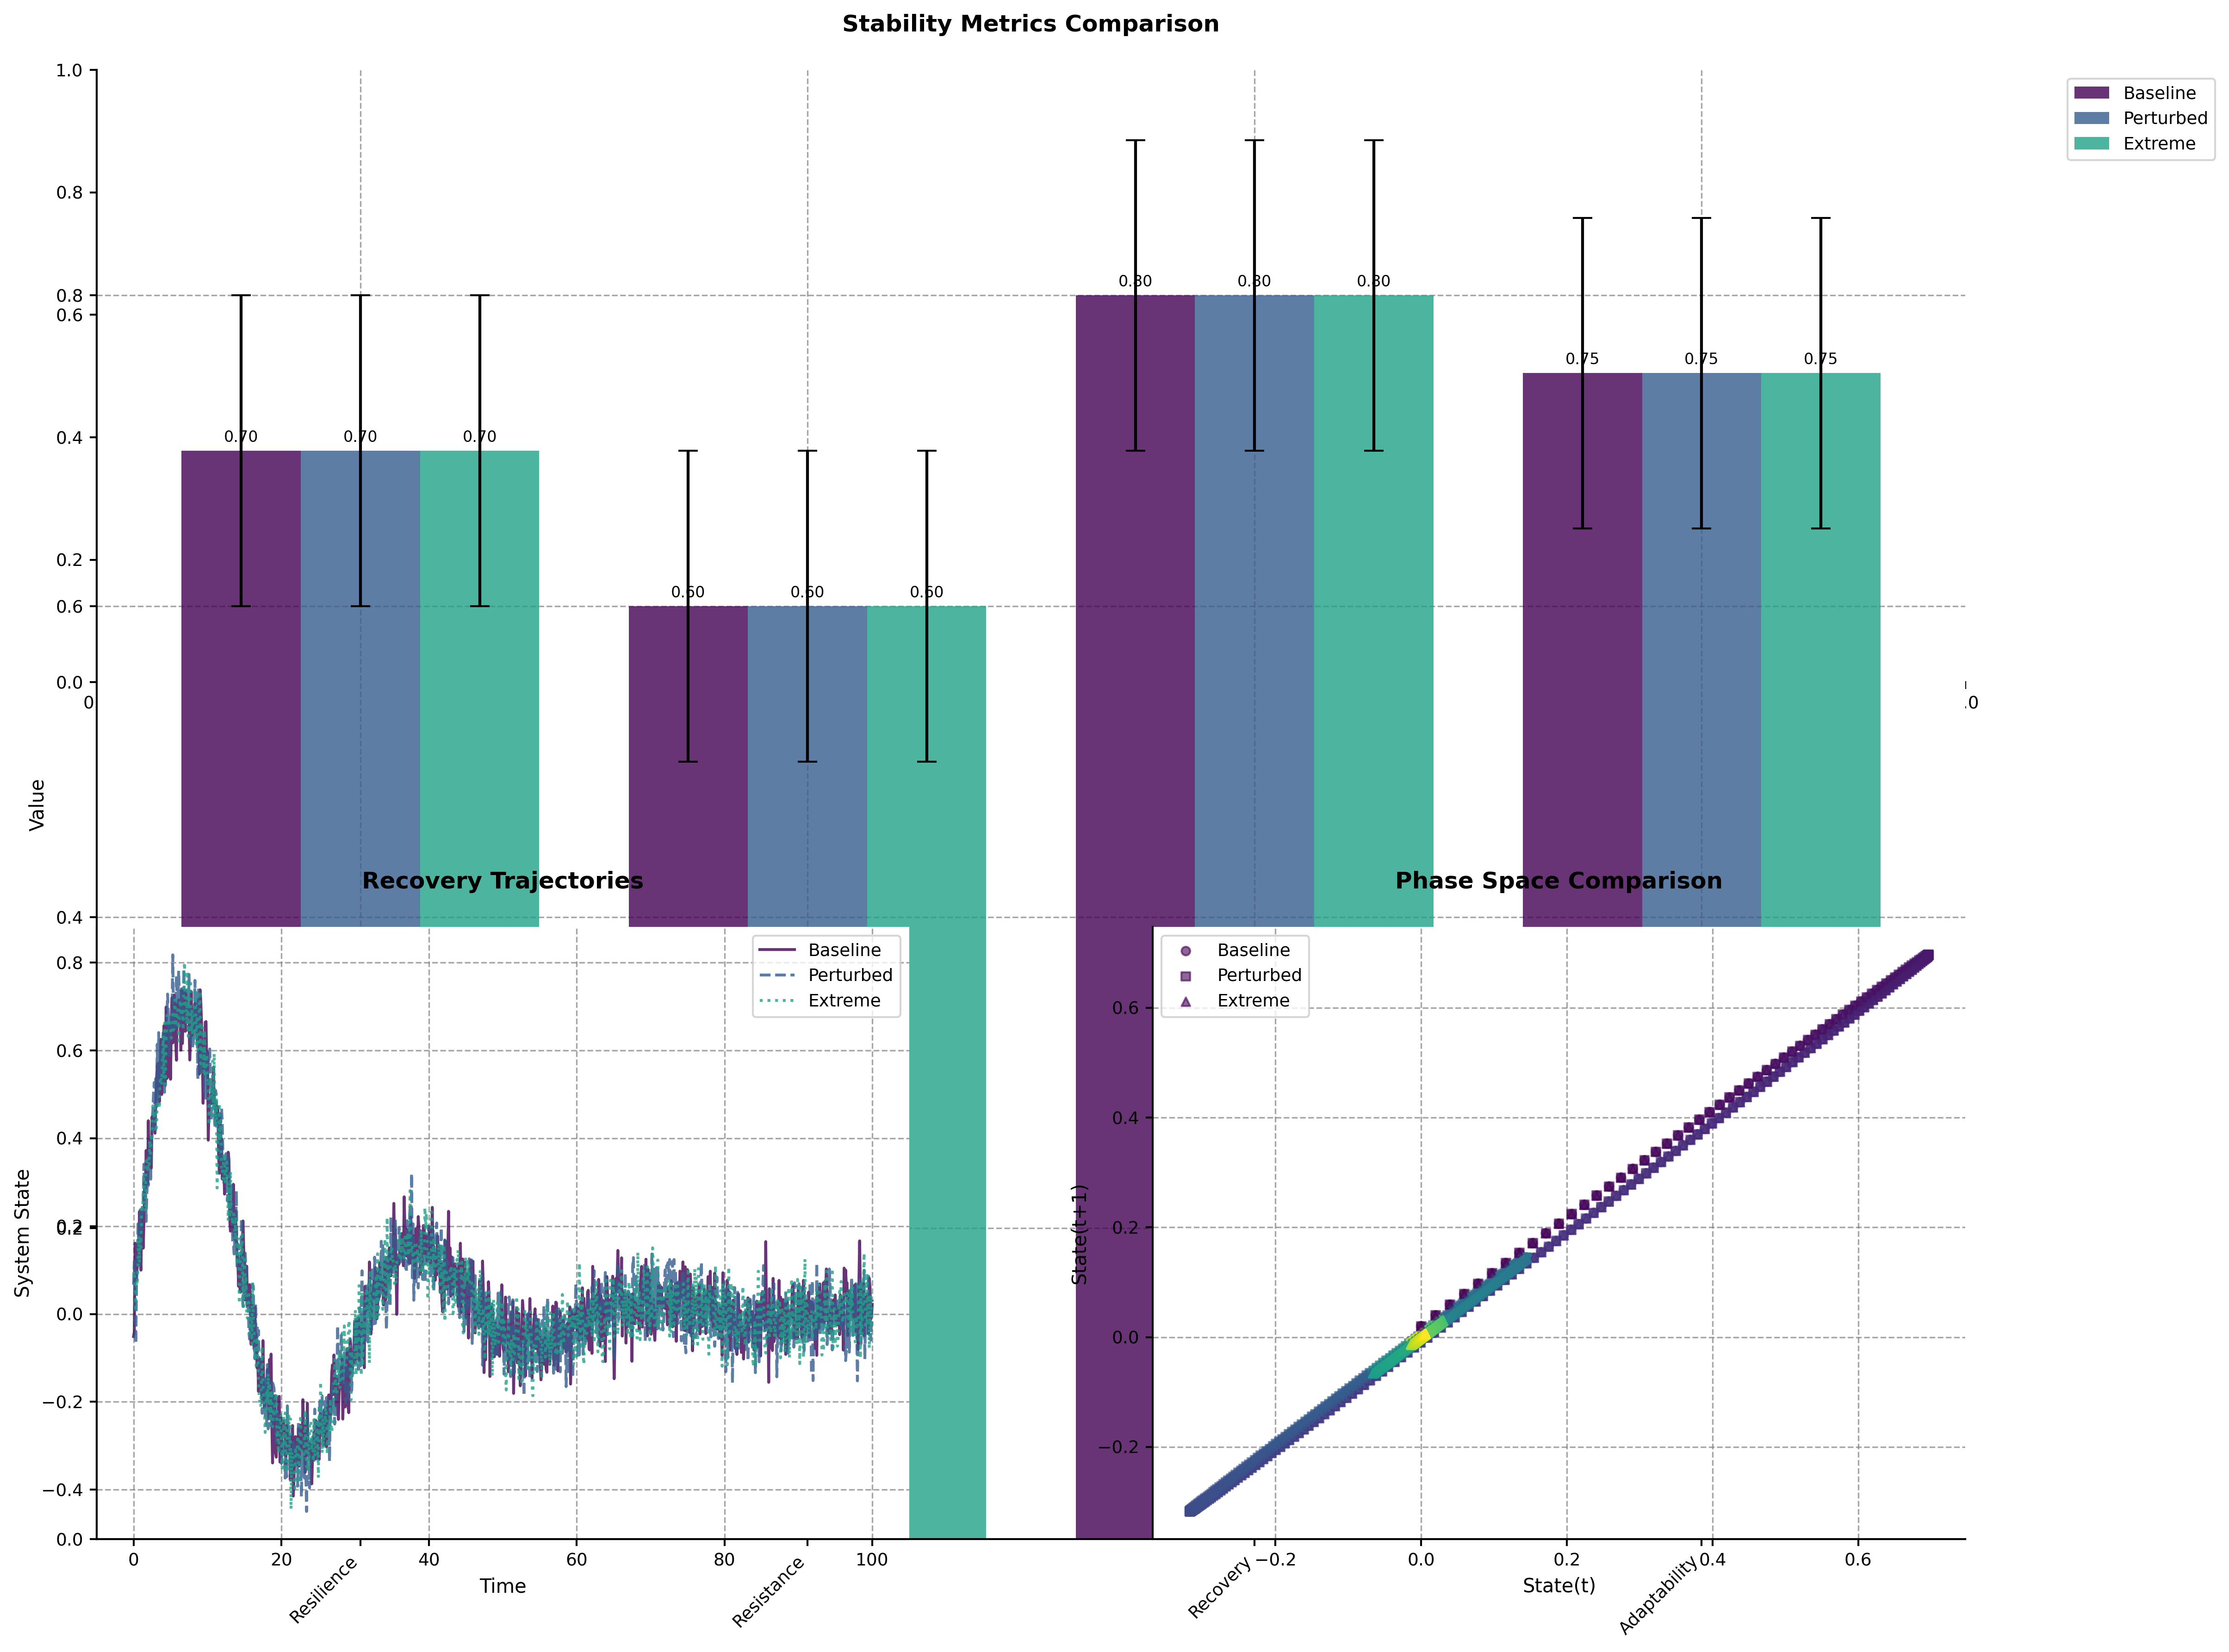 Stability Metrics Comparison
1.0
0.8
0.8
0.6
0.4
0.2
0.6
0.0
0
.0
Baseline
Perturbed
Extreme
0.70 0.70 0.70
0.60 0.60 0.60
0.80 0.80 0.80
0.75 0.75 0.75
Value
0.4
0.2
0.0
Resilience
Resistance
Recovery
Adaptability
Recovery Trajectories
Baseline
Perturbed
Extreme
System State
0.8
0.6
0.4
0.2
0.0
−0.2
−0.4
0 20 40 60 80 100
Time
Phase Space Comparison
Baseline
Perturbed
Extreme
State(t+1)
0.6
0.4
0.2
0.0
−0.2
−0.2 0.0 0.2 0.4 0.6
State(t)